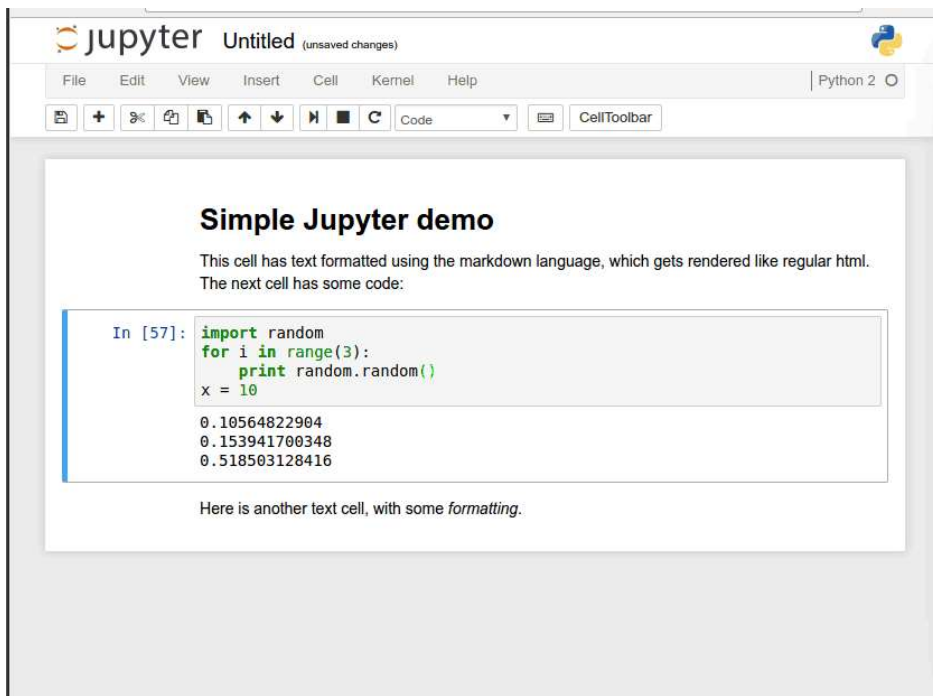 jupyter Untitled (unsaved changes)
File Edit View Insert Cell Kernel Help Python 2
Code CellToolbar
Simple Jupyter demo
This cell has text formatted using the markdown language, which gets rendered like regular html.
The next cell has some code:
In [57]: import random
for i in range(3):
    print random.random()
x = 10
0.10564822904
0.153941700348
0.518503128416
Here is another text cell, with some formatting.